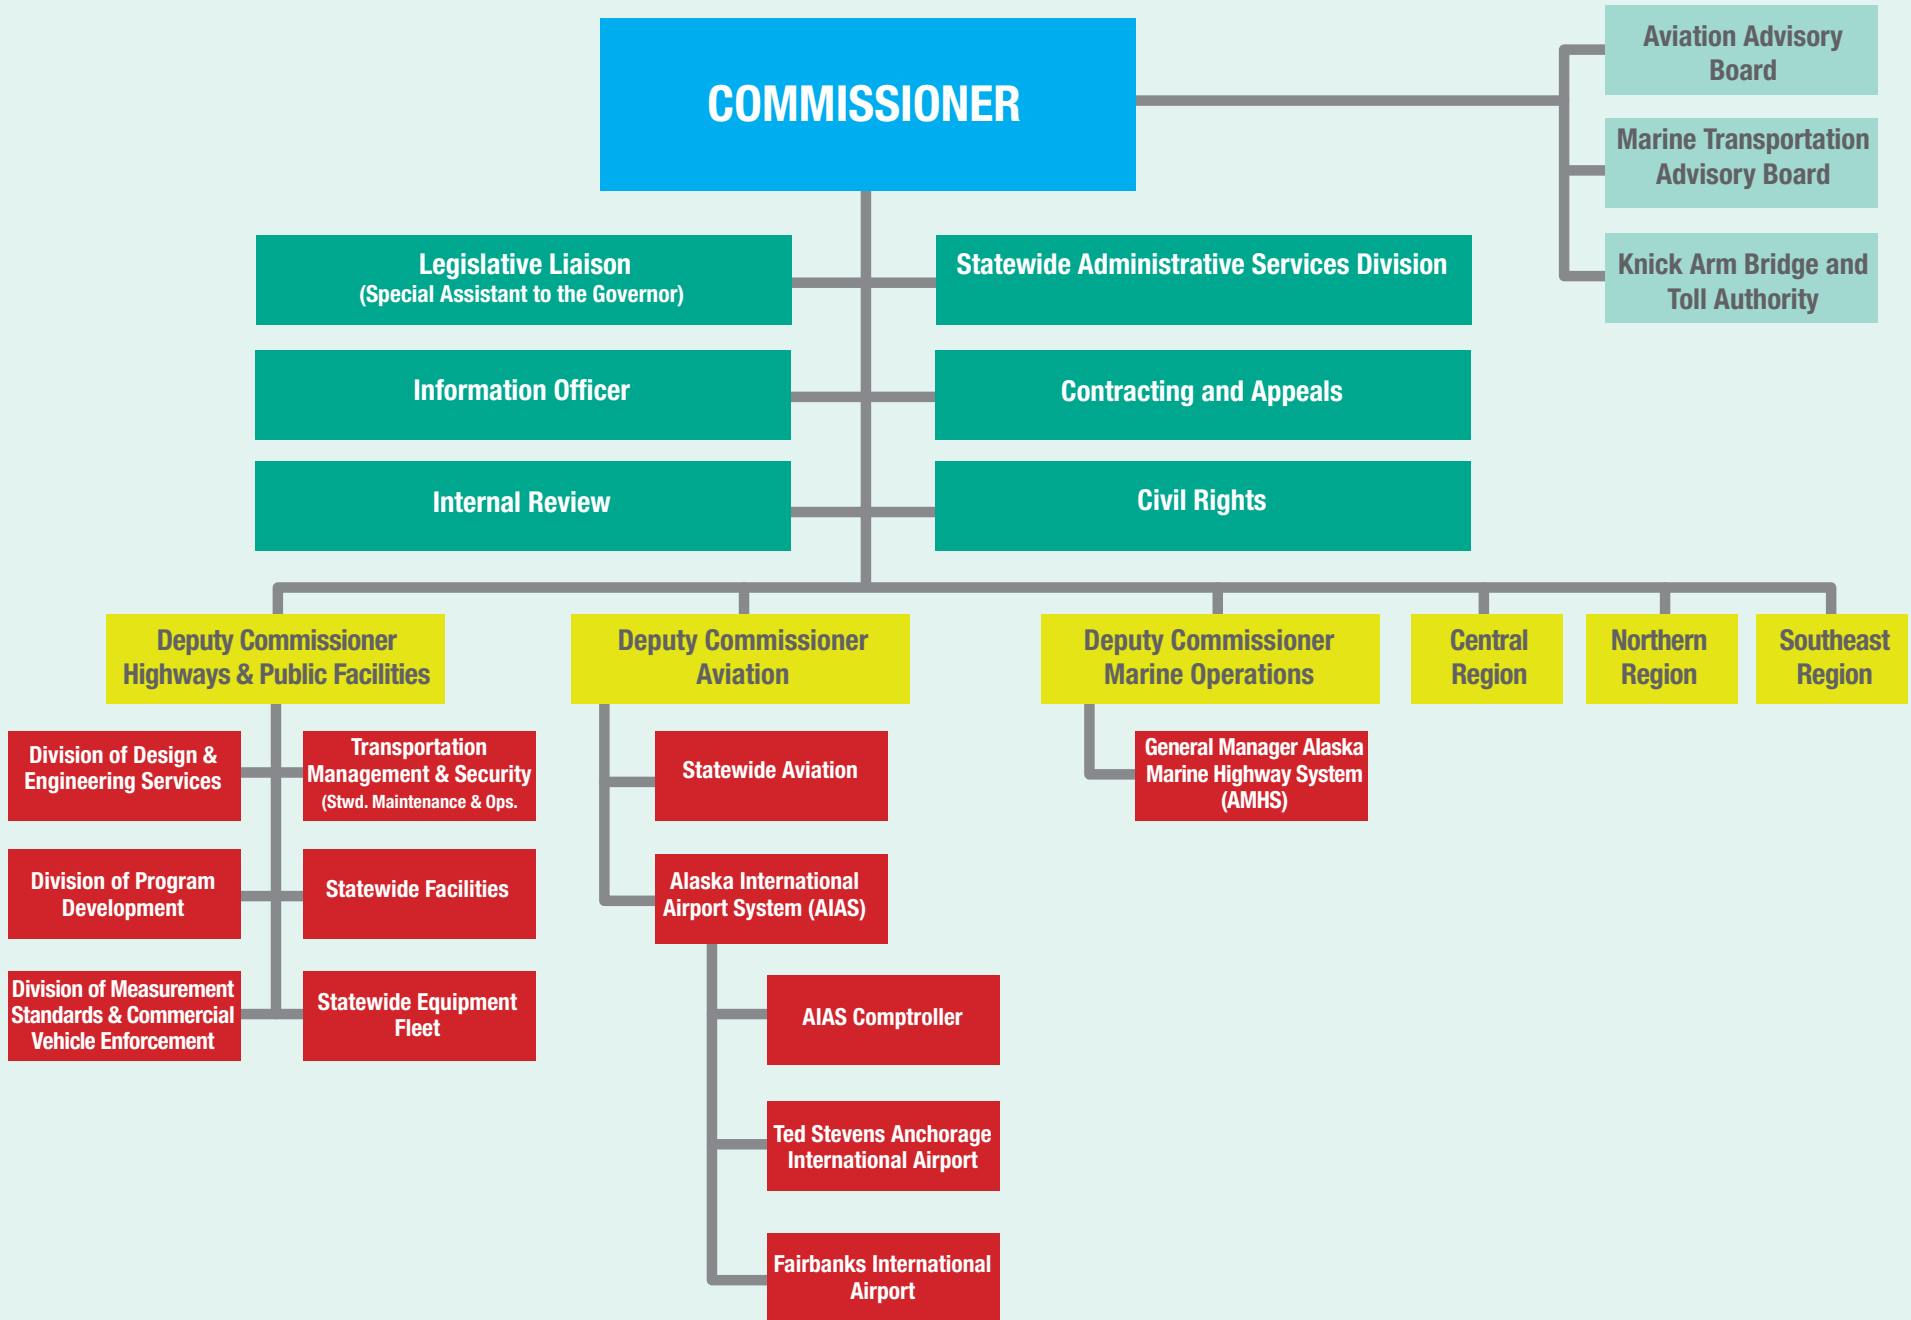 COMMISSIONER
Aviation Advisory
Board
Marine Transportation
Advisory Board
Knick Arm Bridge and
Toll Authority
Legislative Liaison
(Special Assistant to the Governor)
Statewide Administrative Services Division
Information Officer
Contracting and Appeals
Internal Review
Civil Rights
Deputy Commissioner
Highways & Public Facilities
Deputy Commissioner
Aviation
Deputy Commissioner
Marine Operations
Central
Region
Northern
Region
Southeast
Region
Division of Design &
Engineering Services
Transportation
Management & Security
(Stwd. Maintenance & Ops.
Division of Program
Development
Statewide Facilities
Division of Measurement
Standards & Commercial
Vehicle Enforcement
Statewide Equipment
Fleet
Statewide Aviation
Alaska International
Airport System (AIAS)
AIAS Comptroller
Ted Stevens Anchorage
International Airport
Fairbanks International
Airport
General Manager Alaska
Marine Highway System
(AMHS)